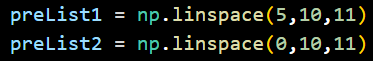 preList1 = np.linspace(5,10,11)
preList2 = np.linspace(0,10,11)